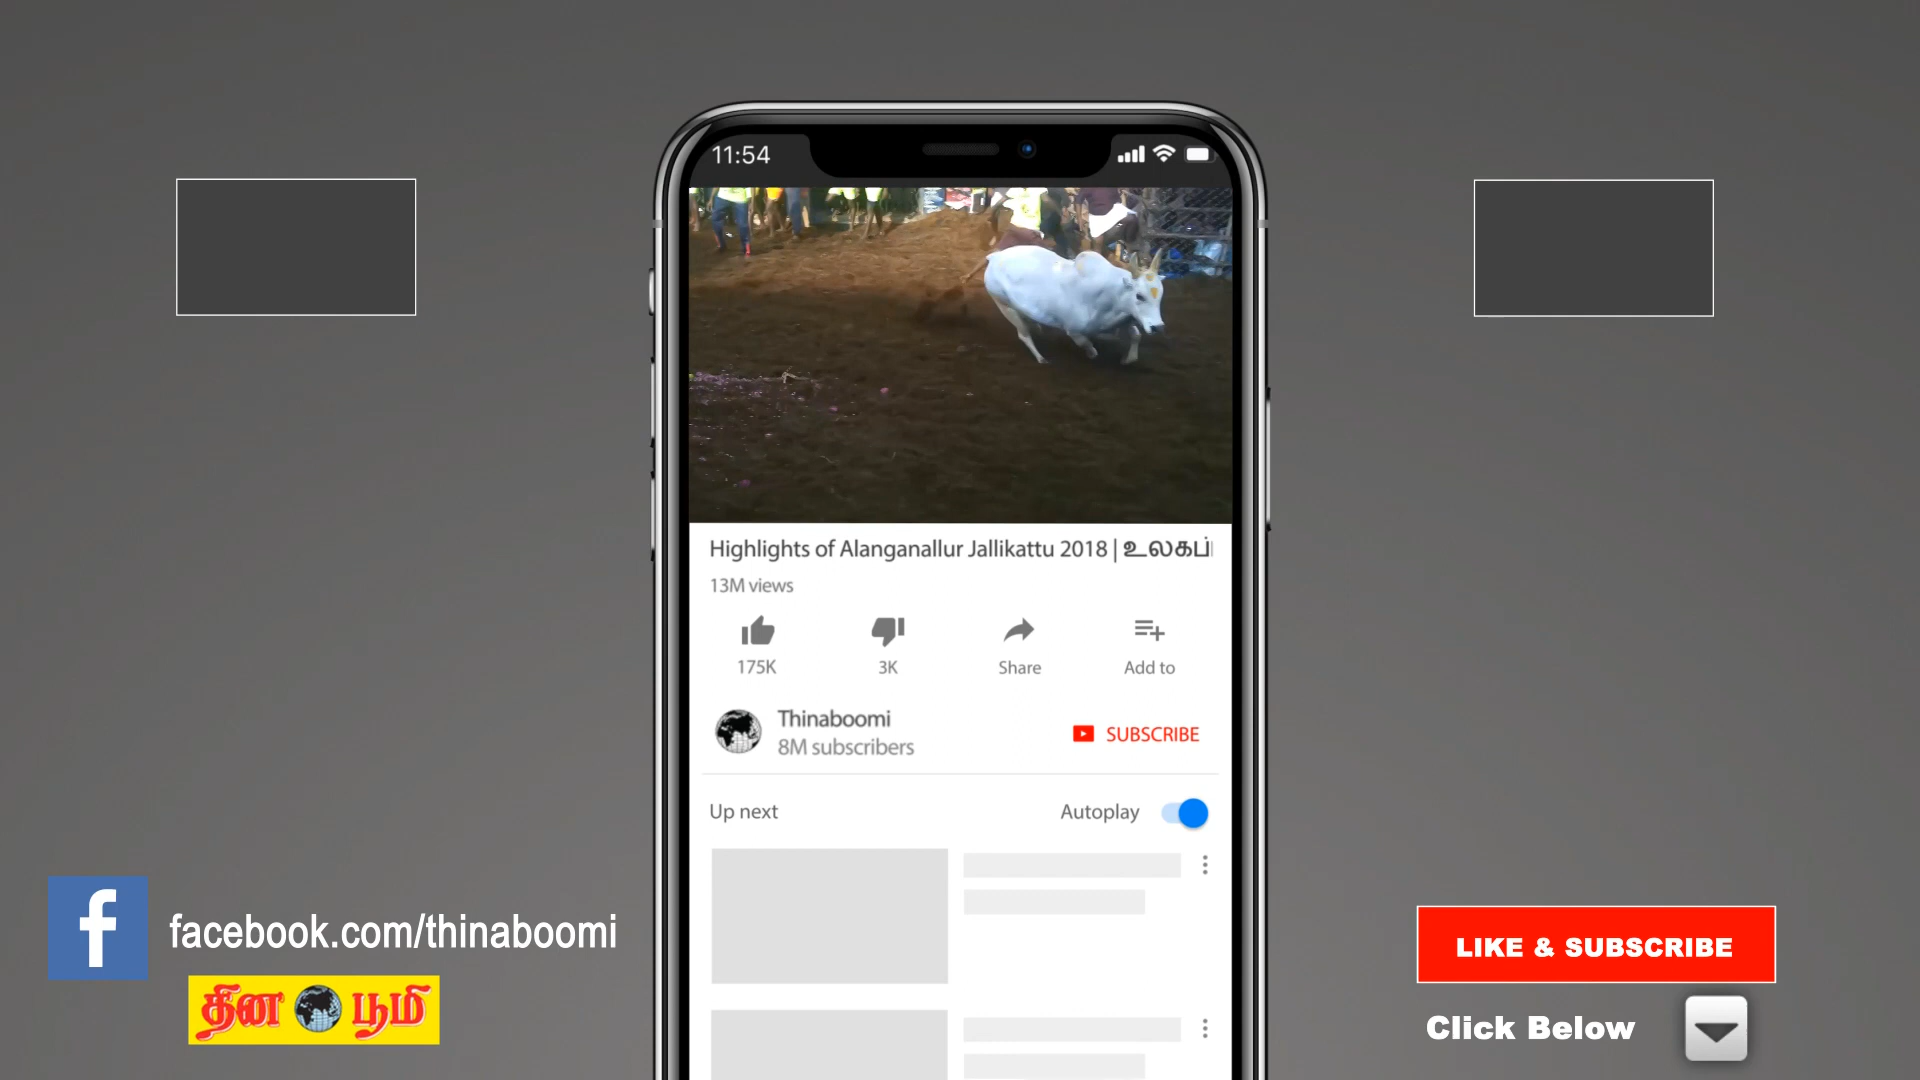 11:54
Highlights of Alanganallur Jallikattu 2018 | உலகப்
13M views
175K
3K
Share
Add to
Thinaboomi
8M subscribers
SUBSCRIBE
Up next
Autoplay
facebook.com/thinaboomi
தின பூமி
LIKE & SUBSCRIBE
Click Below